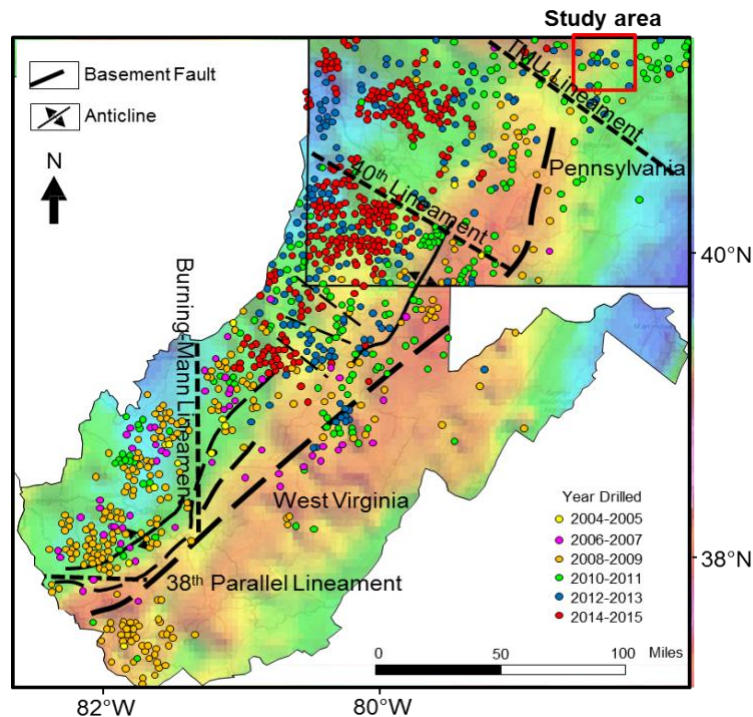 Study area
Basement Fault
Anticline
N
TMU Lineament
Pennsylvania
40th Lineament
40°N
Burning-Mann Lineament
West Virginia
38th Parallel Lineament
38°N
Year Drilled
2004-2005
2006-2007
2008-2009
2010-2011
2012-2013
2014-2015
0 50 100 Miles
82°W 80°W